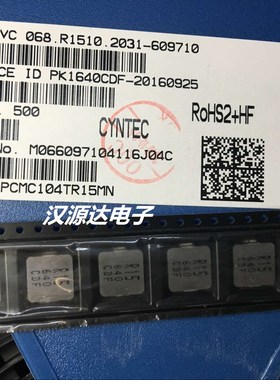 VC 068.R1510.2031-609710
CE ID PK1640CDF-20160925
. 500
CYNTEC
RoHS2+HF
No. M066097104116J04C
PCMC104TR15MN
汉源达电子